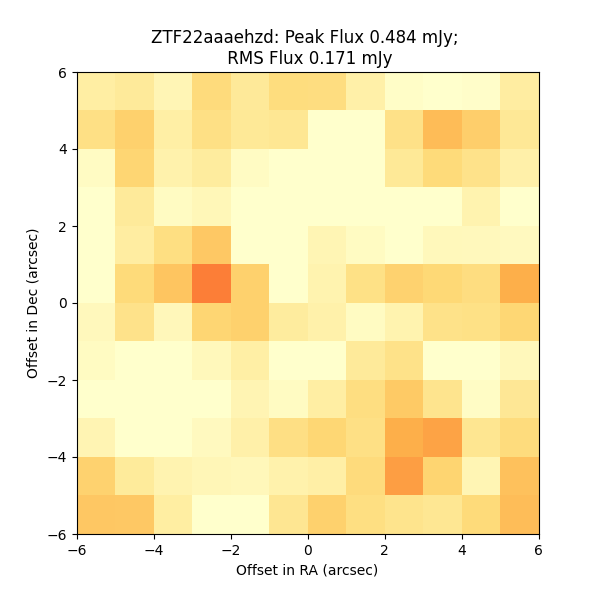 ZTF22aaaehzd: Peak Flux 0.484 mJy;
RMS Flux 0.171 mJy
6
4
2
0
−2
−4
−6
Offset in Dec (arcsec)
−6 −4 −2 0 2 4 6
Offset in RA (arcsec)